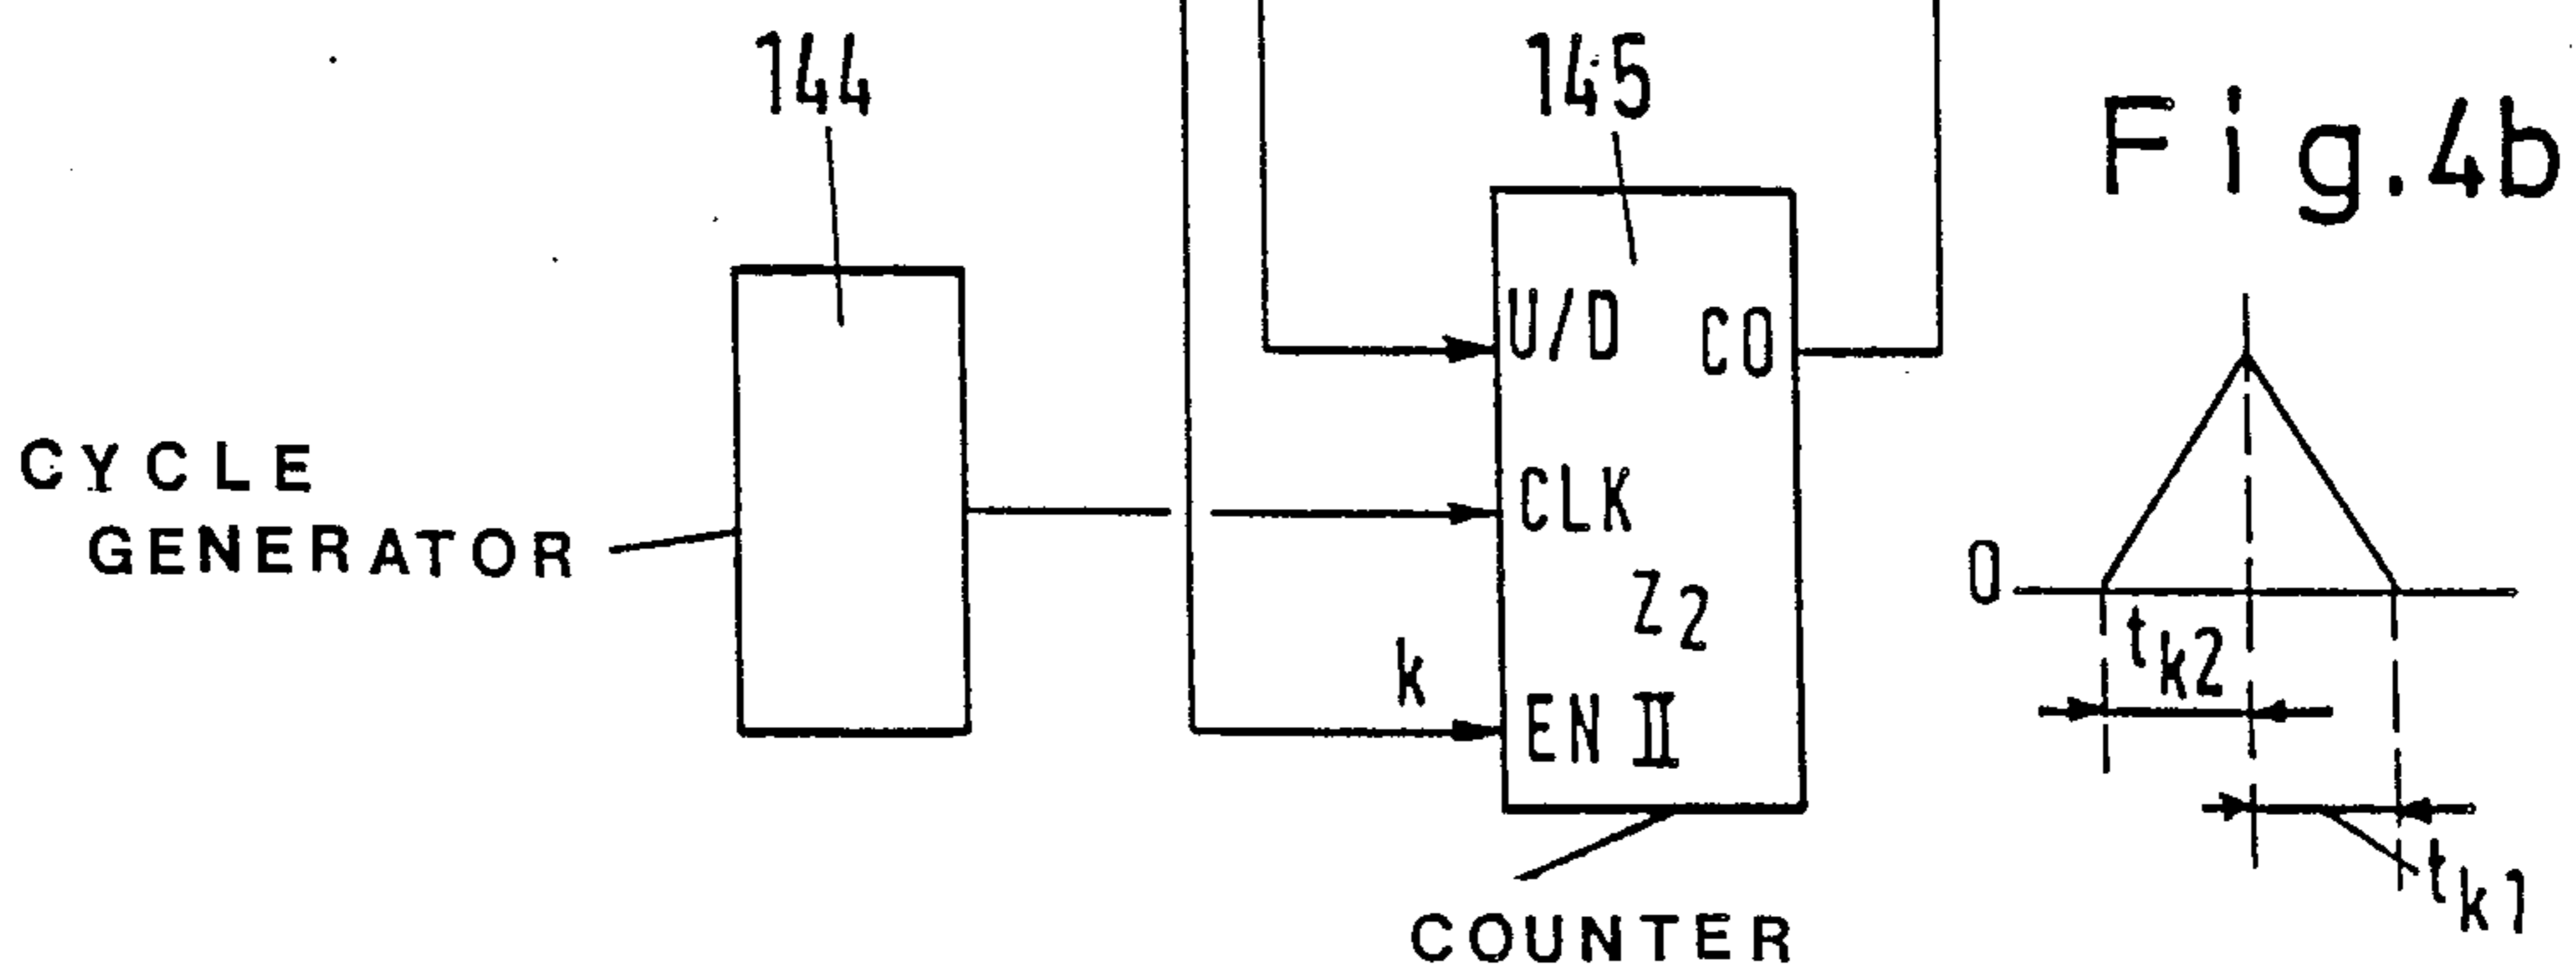 144
145
Fig.4b
U/D
CO
CYCLE
GENERATOR
CLK
Z2
k
EN II
COUNTER
0
tk2
tk1